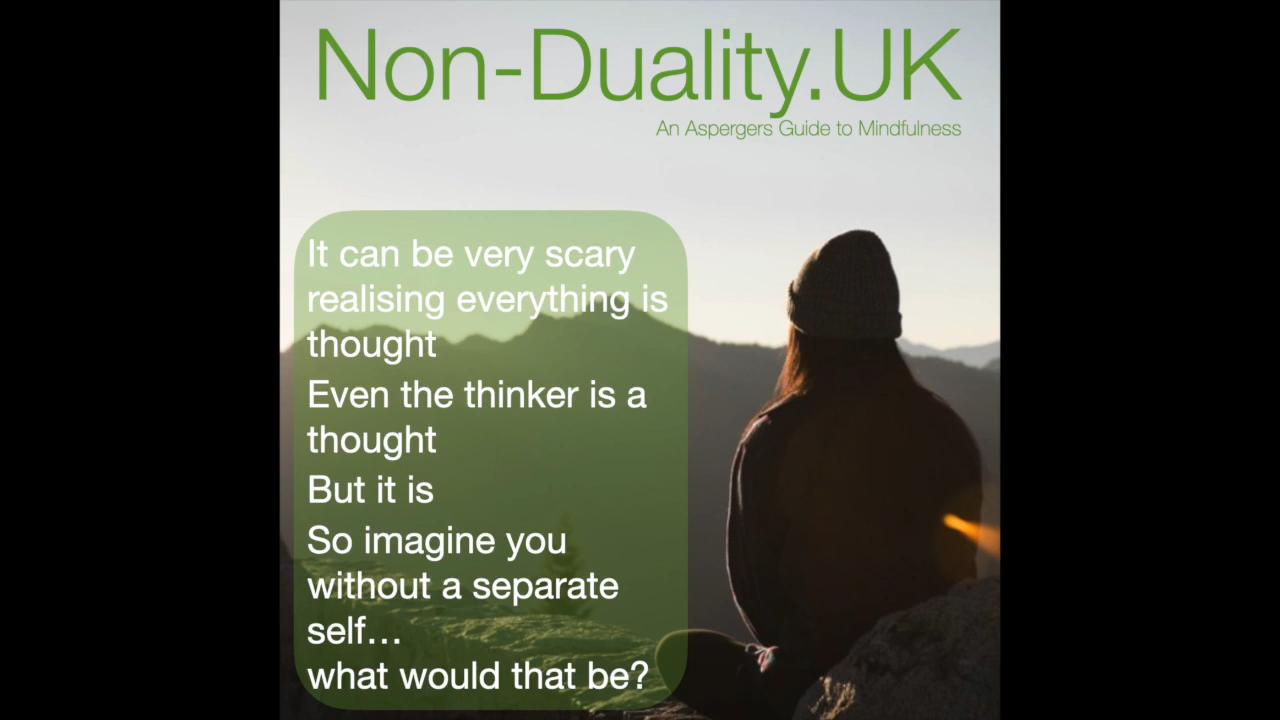 Non-Duality.UK
An Aspergers Guide to Mindfulness
It can be very scary
realising everything is
thought
Even the thinker is a
thought
But it is
So imagine you
without a separate
self…
what would that be?